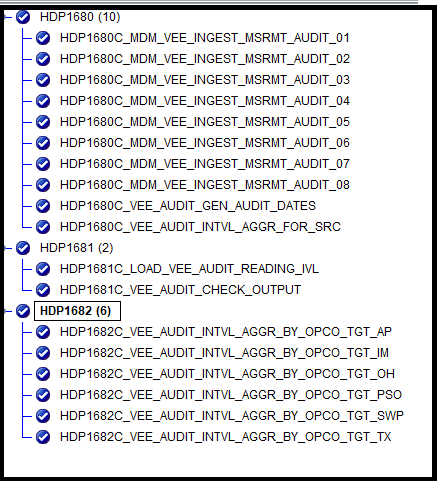 HDP1680 (10)
HDP1680C_MDM_VEE_INGEST_MSRMT_AUDIT_01
HDP1680C_MDM_VEE_INGEST_MSRMT_AUDIT_02
HDP1680C_MDM_VEE_INGEST_MSRMT_AUDIT_03
HDP1680C_MDM_VEE_INGEST_MSRMT_AUDIT_04
HDP1680C_MDM_VEE_INGEST_MSRMT_AUDIT_05
HDP1680C_MDM_VEE_INGEST_MSRMT_AUDIT_06
HDP1680C_MDM_VEE_INGEST_MSRMT_AUDIT_07
HDP1680C_MDM_VEE_INGEST_MSRMT_AUDIT_08
HDP1680C_VEE_AUDIT_GEN_AUDIT_DATES
HDP1680C_VEE_AUDIT_INTVL_AGGR_FOR_SRC
HDP1681 (2)
HDP1681C_LOAD_VEE_AUDIT_READING_IVL
HDP1681C_VEE_AUDIT_CHECK_OUTPUT
HDP1682 (6)
HDP1682C_VEE_AUDIT_INTVL_AGGR_BY_OPCO_TGT_AP
HDP1682C_VEE_AUDIT_INTVL_AGGR_BY_OPCO_TGT_IM
HDP1682C_VEE_AUDIT_INTVL_AGGR_BY_OPCO_TGT_OH
HDP1682C_VEE_AUDIT_INTVL_AGGR_BY_OPCO_TGT_PSO
HDP1682C_VEE_AUDIT_INTVL_AGGR_BY_OPCO_TGT_SWP
HDP1682C_VEE_AUDIT_INTVL_AGGR_BY_OPCO_TGT_TX